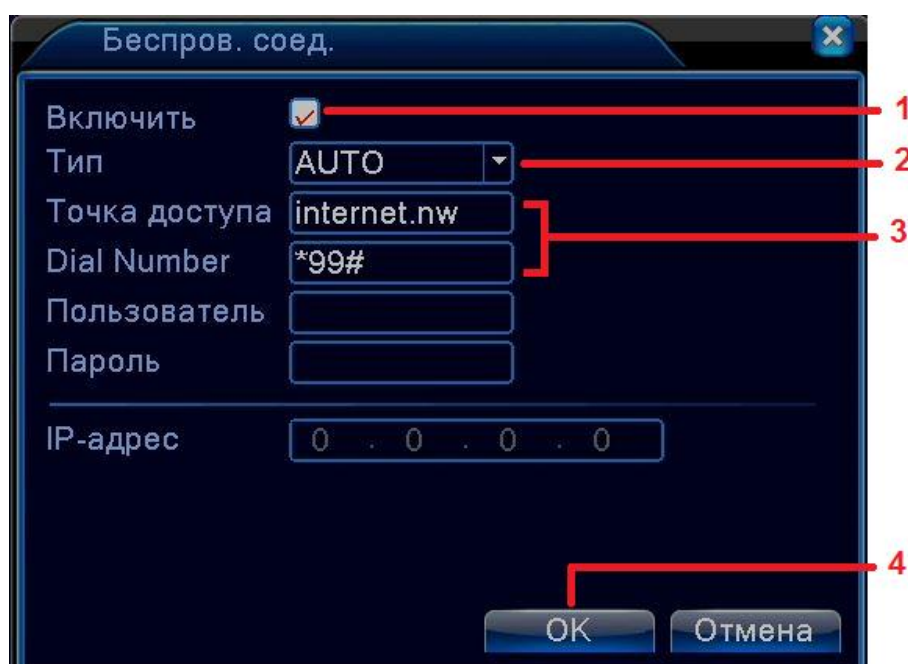 Беспров. соед.
Включить 1
Тип AUTO 2
Точка доступа internet.nw
3
Dial Number *99#
Пользователь
Пароль
IP-адрес 0 . 0 . 0 . 0
4
OK Отмена